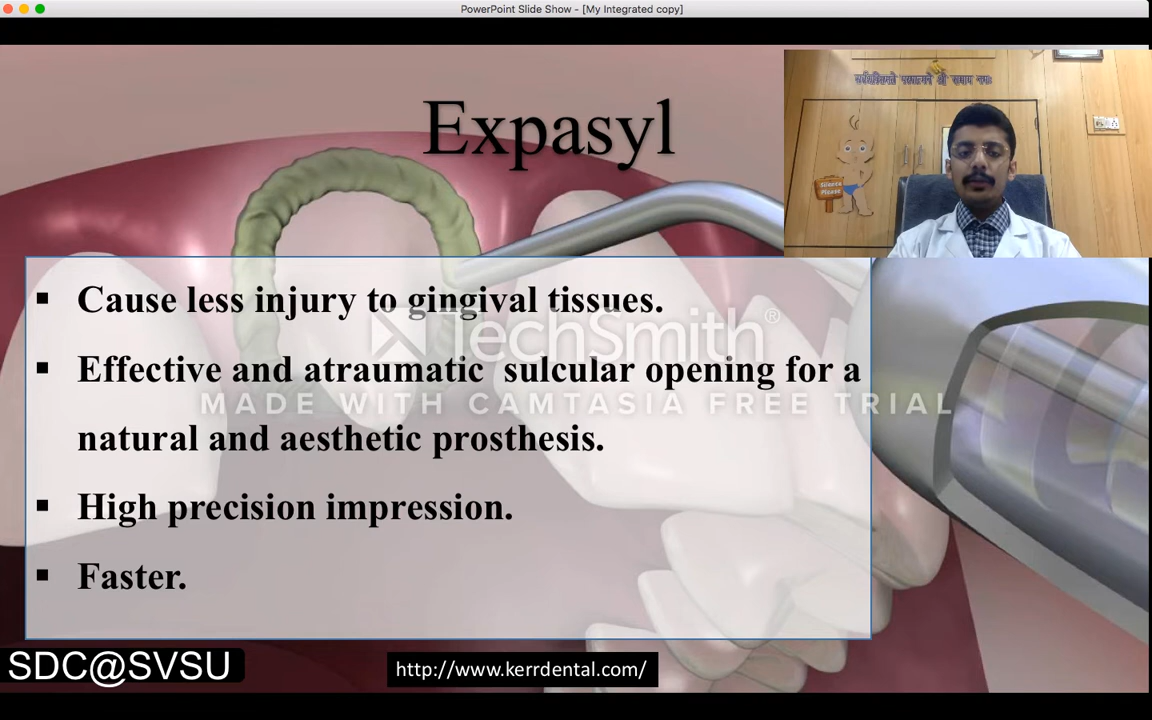 PowerPoint Slide Show - [My Integrated copy]
Expasyl
Silence
Please
▪ Cause less injury to gingival tissues.
▪ Effective and atraumatic sulcular opening for a
natural and aesthetic prosthesis.
▪ High precision impression.
▪ Faster.
TechSmith®
MADE WITH CAMTASIA FREE TRIAL
SDC@SVSU
http://www.kerrdental.com/